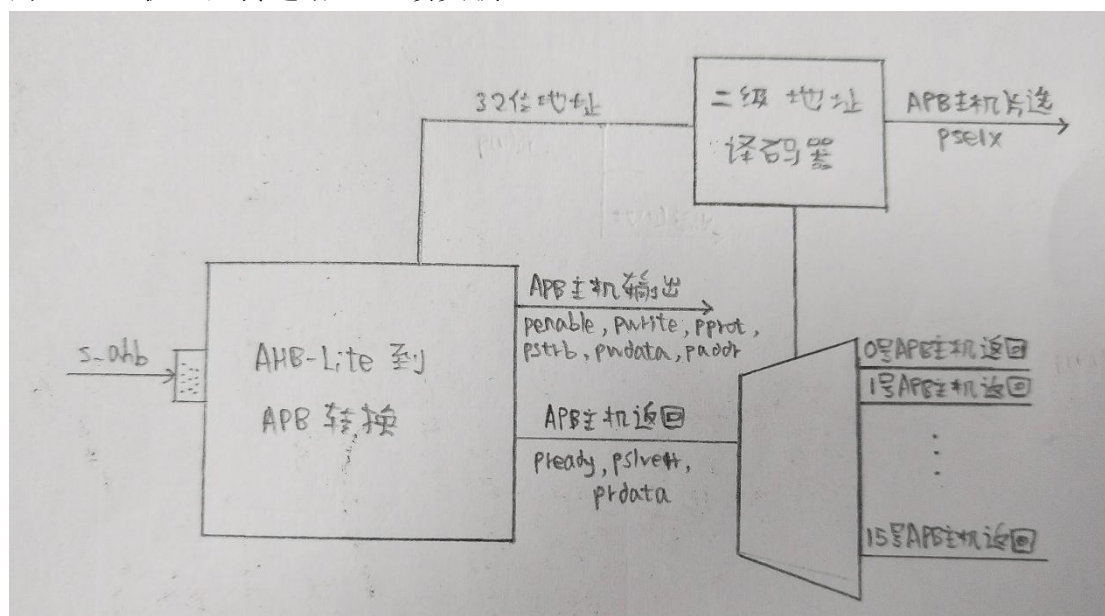 32位地址
二级 地址
译码器
APB主机片选
pselx
s_ahb
AHB-Lite 到
APB 转换
APB主机输出
penable, pwrite, pprot,
pstrb, pwdata, paddr
APB主机返回
pready, pslverr,
prdata
0号APB主机返回
1号APB主机返回
15号APB主机返回